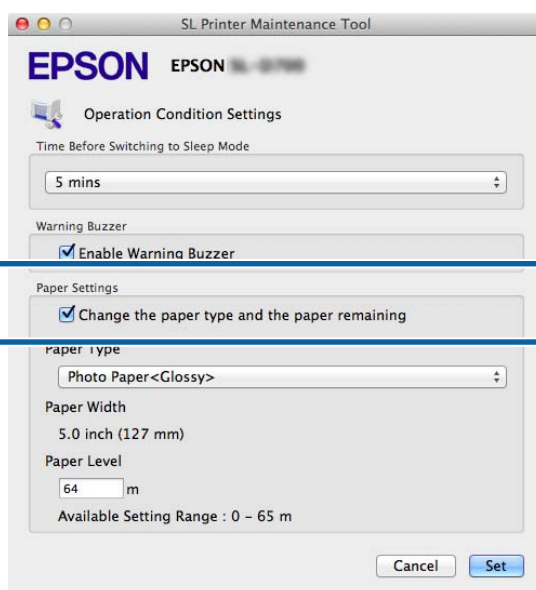 SL Printer Maintenance Tool
EPSON EPSON
Operation Condition Settings
Time Before Switching to Sleep Mode
5 mins
Warning Buzzer
Enable Warning Buzzer
Paper Settings
Change the paper type and the paper remaining
Paper Type
Photo Paper<Glossy>
Paper Width
5.0 inch (127 mm)
Paper Level
64 m
Available Setting Range : 0 – 65 m
Cancel Set